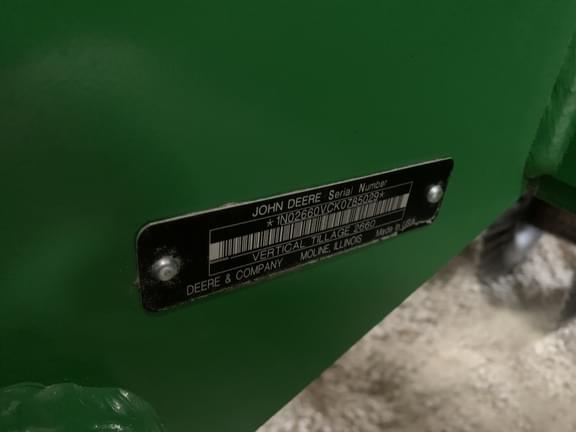 JOHN DEERE Serial Number
*1N02660VCK0785029*
VERTICAL TILLAGE 2660
DEERE & COMPANY MOLINE, ILLINOIS Made in USA